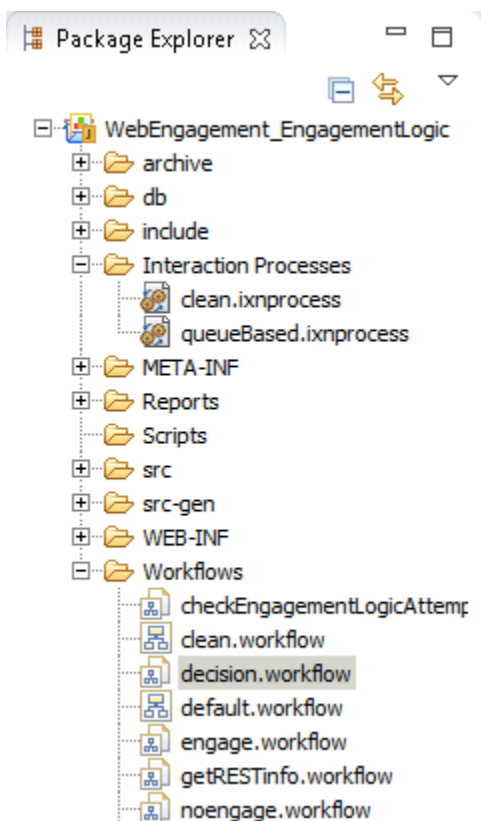 Package Explorer
WebEngagement_EngagementLogic
archive
db
include
Interaction Processes
clean.ixnprocess
queueBased.ixnprocess
META-INF
Reports
Scripts
src
src-gen
WEB-INF
Workflows
checkEngagementLogicAttemp
clean.workflow
decision.workflow
default.workflow
engage.workflow
getRESTinfo.workflow
noengage.workflow